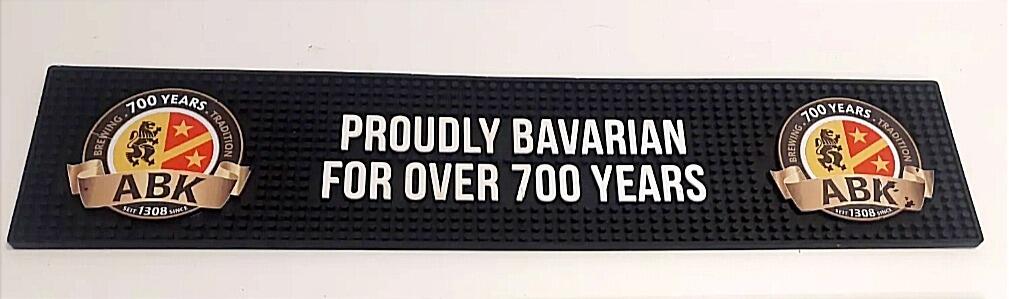 700 YEARS
BREWING · TRADITION
ABK
SEIT 1308 SINCE
PROUDLY BAVARIAN
FOR OVER 700 YEARS
700 YEARS
BREWING · TRADITION
ABK
SEIT 1308 SINCE